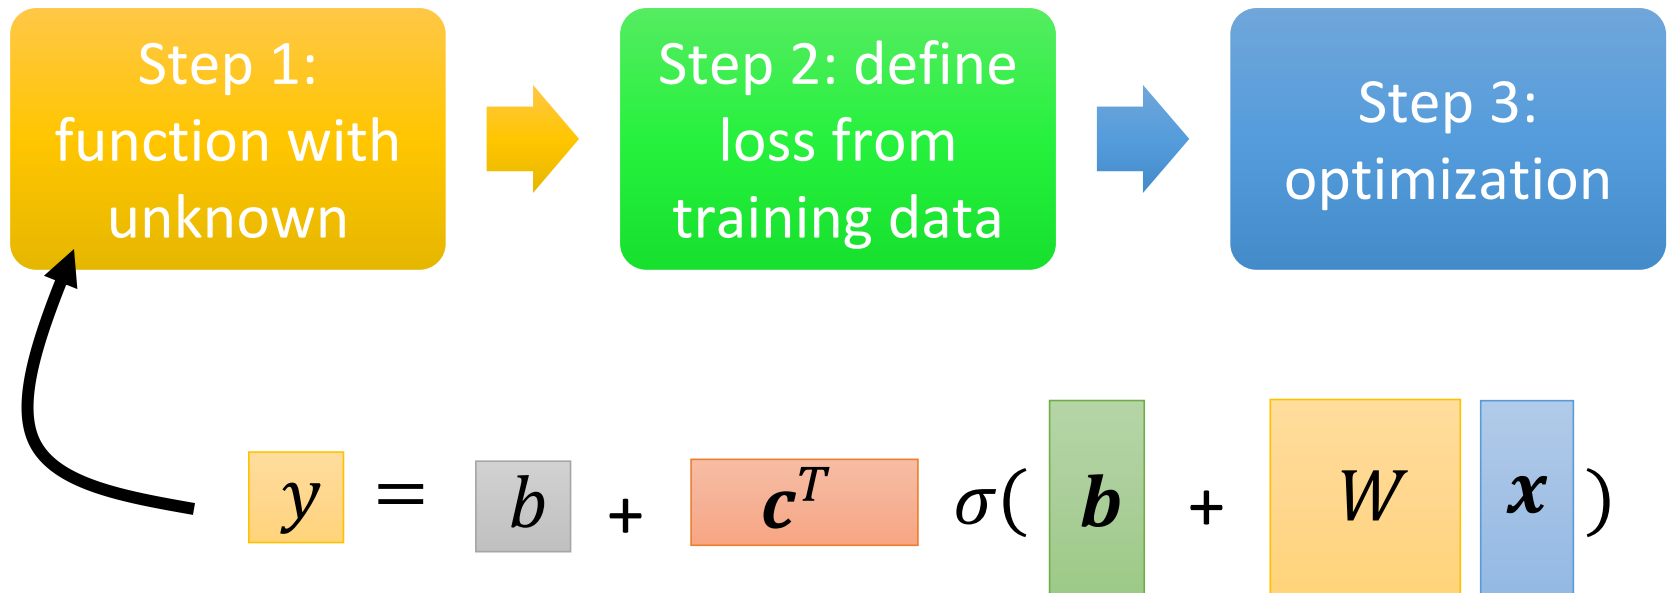 Step 1:
function with
unknown
Step 2: define
loss from
training data
Step 3:
optimization
y = b + c^T σ( b + W x )